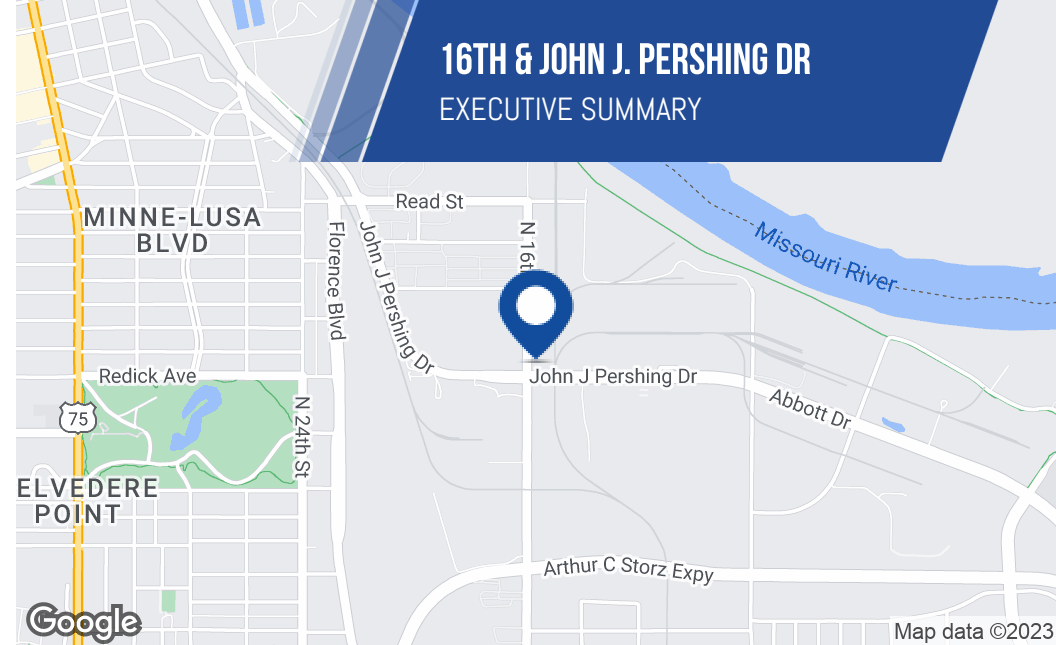 16TH & JOHN J. PERSHING DR
EXECUTIVE SUMMARY
Read St
MINNE-LUSA
BLVD
Florence Blvd
John J Pershing Dr
N 16t
Missouri River
Redick Ave
John J Pershing Dr
Abbott Dr
75
N 24th St
ELVEDERE
POINT
Arthur C Storz Expy
Google
Map data ©2023